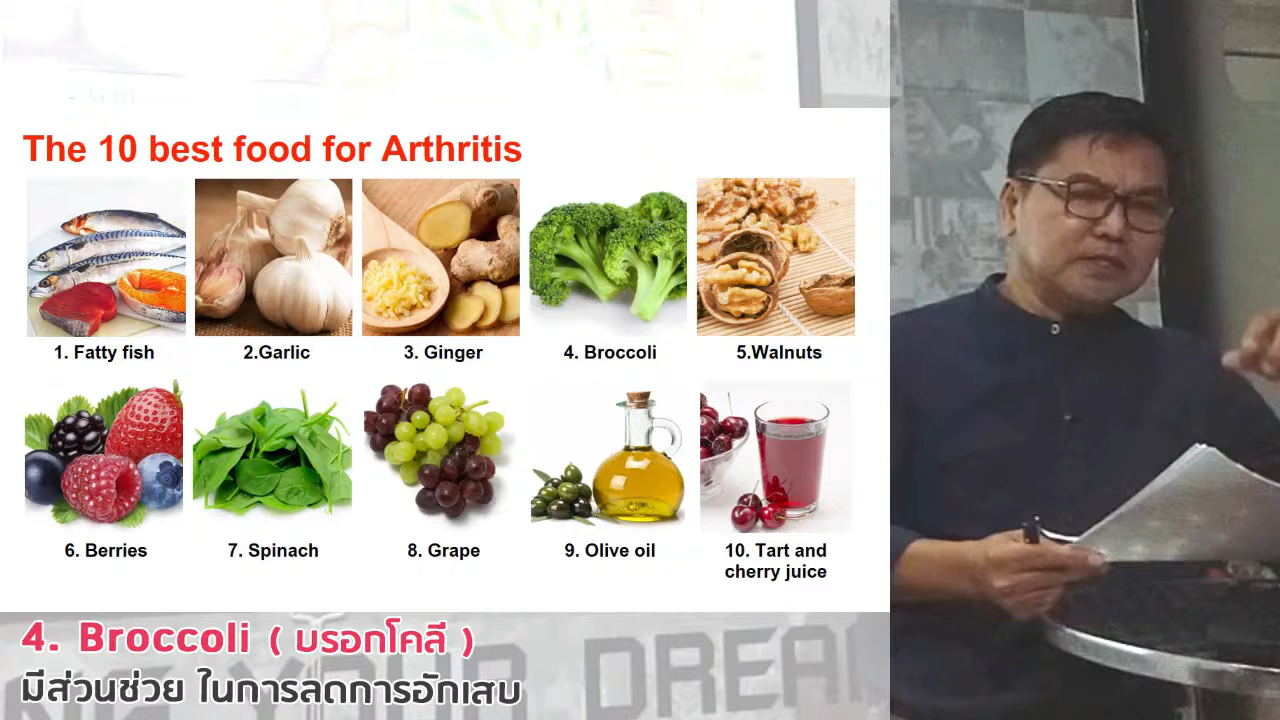 The 10 best food for Arthritis
1. Fatty fish
2.Garlic
3. Ginger
4. Broccoli
5.Walnuts
6. Berries
7. Spinach
8. Grape
9. Olive oil
10. Tart and
cherry juice
4. Broccoli ( บรอกโคลี )
มีส่วนช่วย ในการลดการอักเสบ
YOUR DREAM